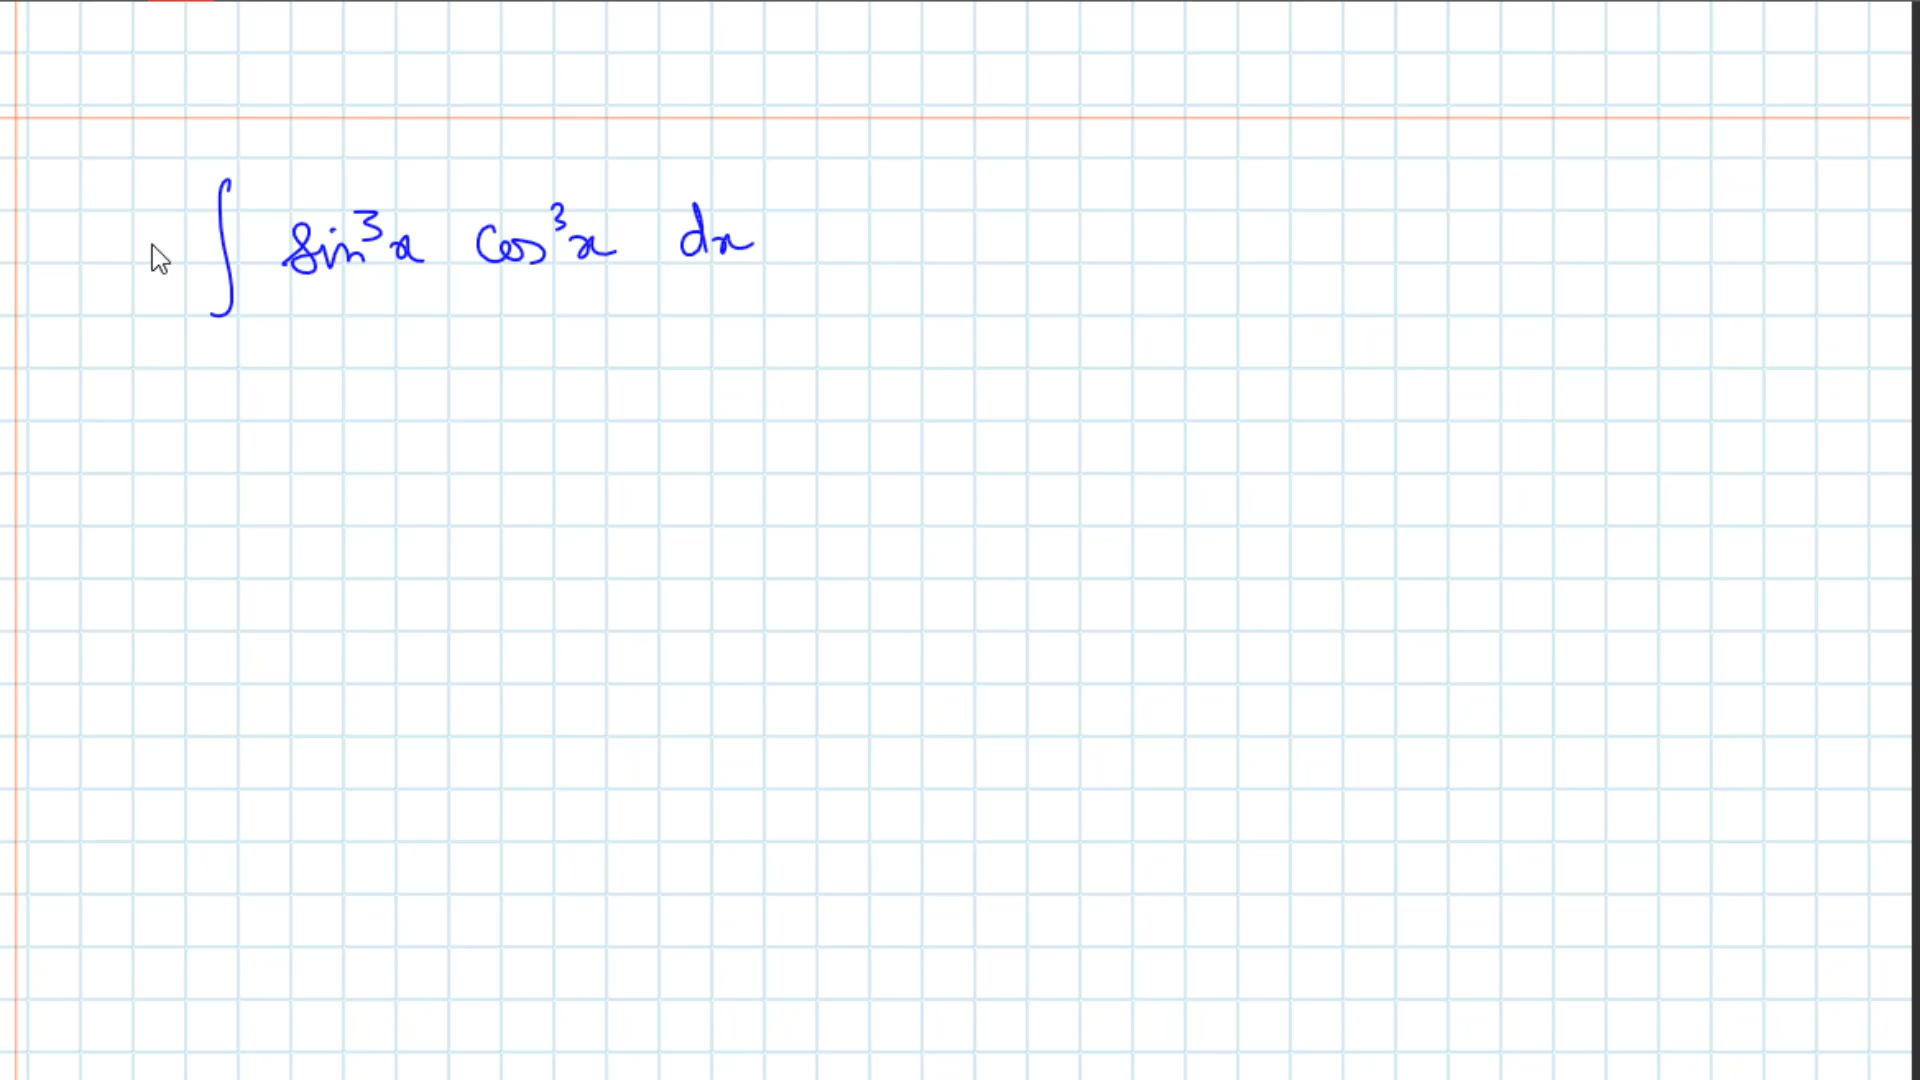 ∫ sin³x cos³x dx